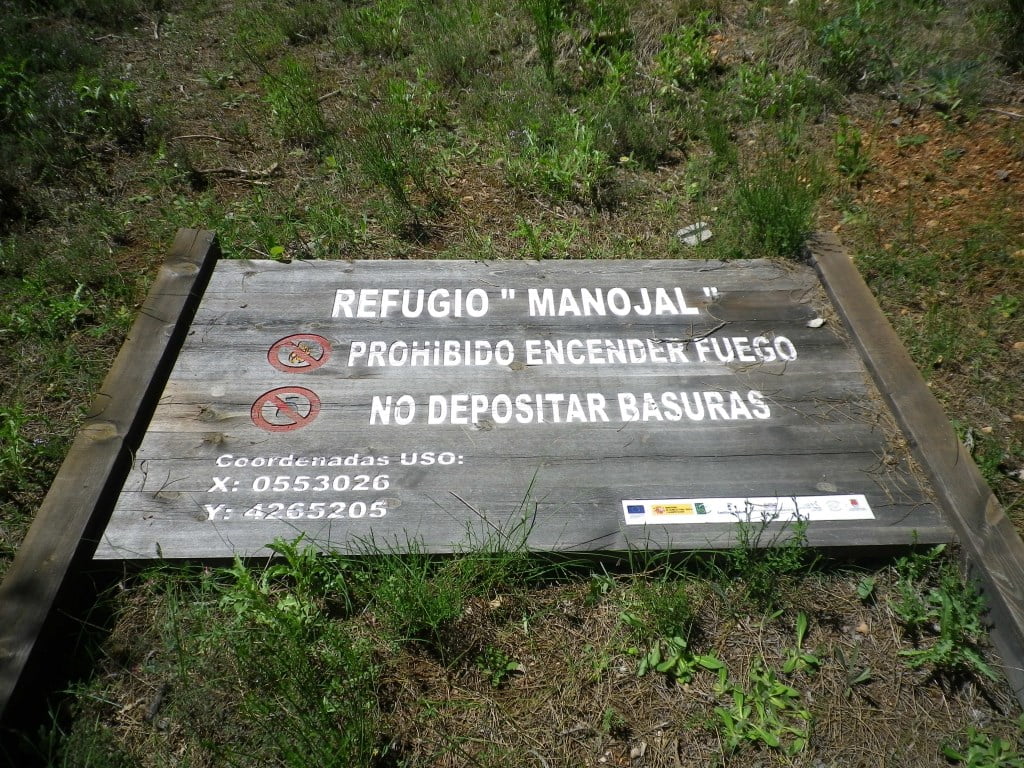 REFUGIO " MANOJAL "
PROHIBIDO ENCENDER FUEGO
NO DEPOSITAR BASURAS
Coordenadas USO:
X: 0553026
Y: 4265205